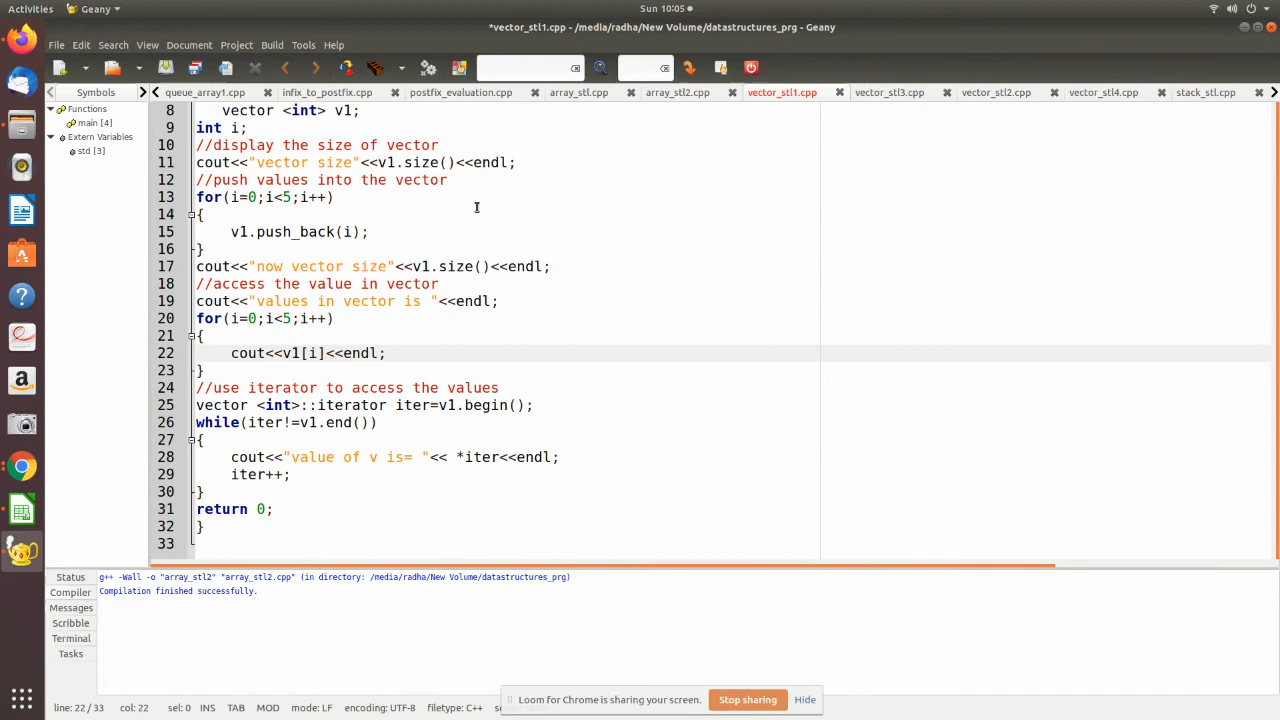 Activities Geany Sun 10:05
*vector_stl1.cpp - /media/radha/New Volume/datastructures_prg - Geany
File Edit Search View Document Project Build Tools Help
Symbols queue_array1.cpp infix_to_postfix.cpp postfix_evaluation.cpp array_stl.cpp array_stl2.cpp vector_stl1.cpp vector_stl3.cpp vector_stl2.cpp vector_stl4.cpp stack_stl.cpp
Functions
main [4]
Extern Variables
std [3]
8 vector <int> v1;
9 int i;
10 //display the size of vector
11 cout<<"vector size"<<v1.size()<<endl;
12 //push values into the vector
13 for(i=0;i<5;i++)
14 {
15 v1.push_back(i);
16 }
17 cout<<"now vector size"<<v1.size()<<endl;
18 //access the value in vector
19 cout<<"values in vector is "<<endl;
20 for(i=0;i<5;i++)
21 {
22 cout<<v1[i]<<endl;
23 }
24 //use iterator to access the values
25 vector <int>::iterator iter=v1.begin();
26 while(iter!=v1.end())
27 {
28 cout<<"value of v is= "<< *iter<<endl;
29 iter++;
30 }
31 return 0;
32 }
33
Status
Compiler
Messages
Scribble
Terminal
Tasks
g++ -Wall -o "array_stl2" "array_stl2.cpp" (in directory: /media/radha/New Volume/datastructures_prg)
Compilation finished successfully.
Loom for Chrome is sharing your screen. Stop sharing Hide
line: 22 / 33 col: 22 sel: 0 INS TAB MOD mode: LF encoding: UTF-8 filetype: C++